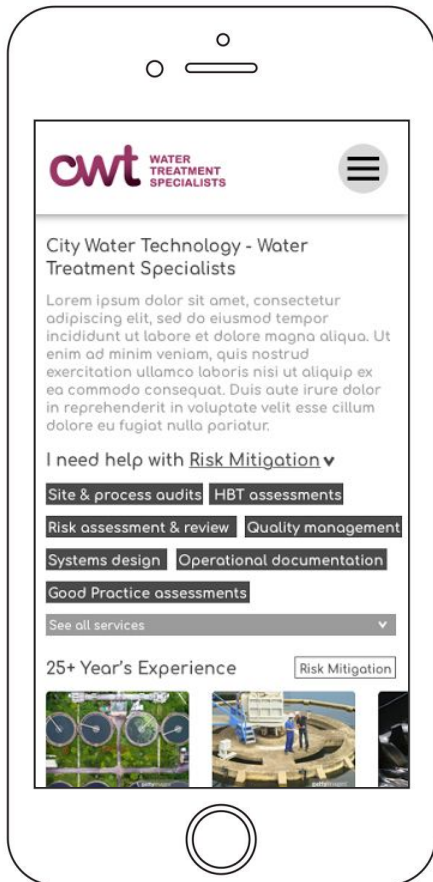 cwt
WATER
TREATMENT
SPECIALISTS
City Water Technology - Water
Treatment Specialists
Lorem ipsum dolor sit amet, consectetur
adipiscing elit, sed do eiusmod tempor
incididunt ut labore et dolore magna aliqua. Ut
enim ad minim veniam, quis nostrud
exercitation ullamco laboris nisi ut aliquip ex
ea commodo consequat. Duis aute irure dolor
in reprehenderit in voluptate velit esse cillum
dolore eu fugiat nulla pariatur.
I need help with Risk Mitigation
Site & process audits HBT assessments
Risk assessment & review Quality management
Systems design Operational documentation
Good Practice assessments
See all services
25+ Year's Experience Risk Mitigation